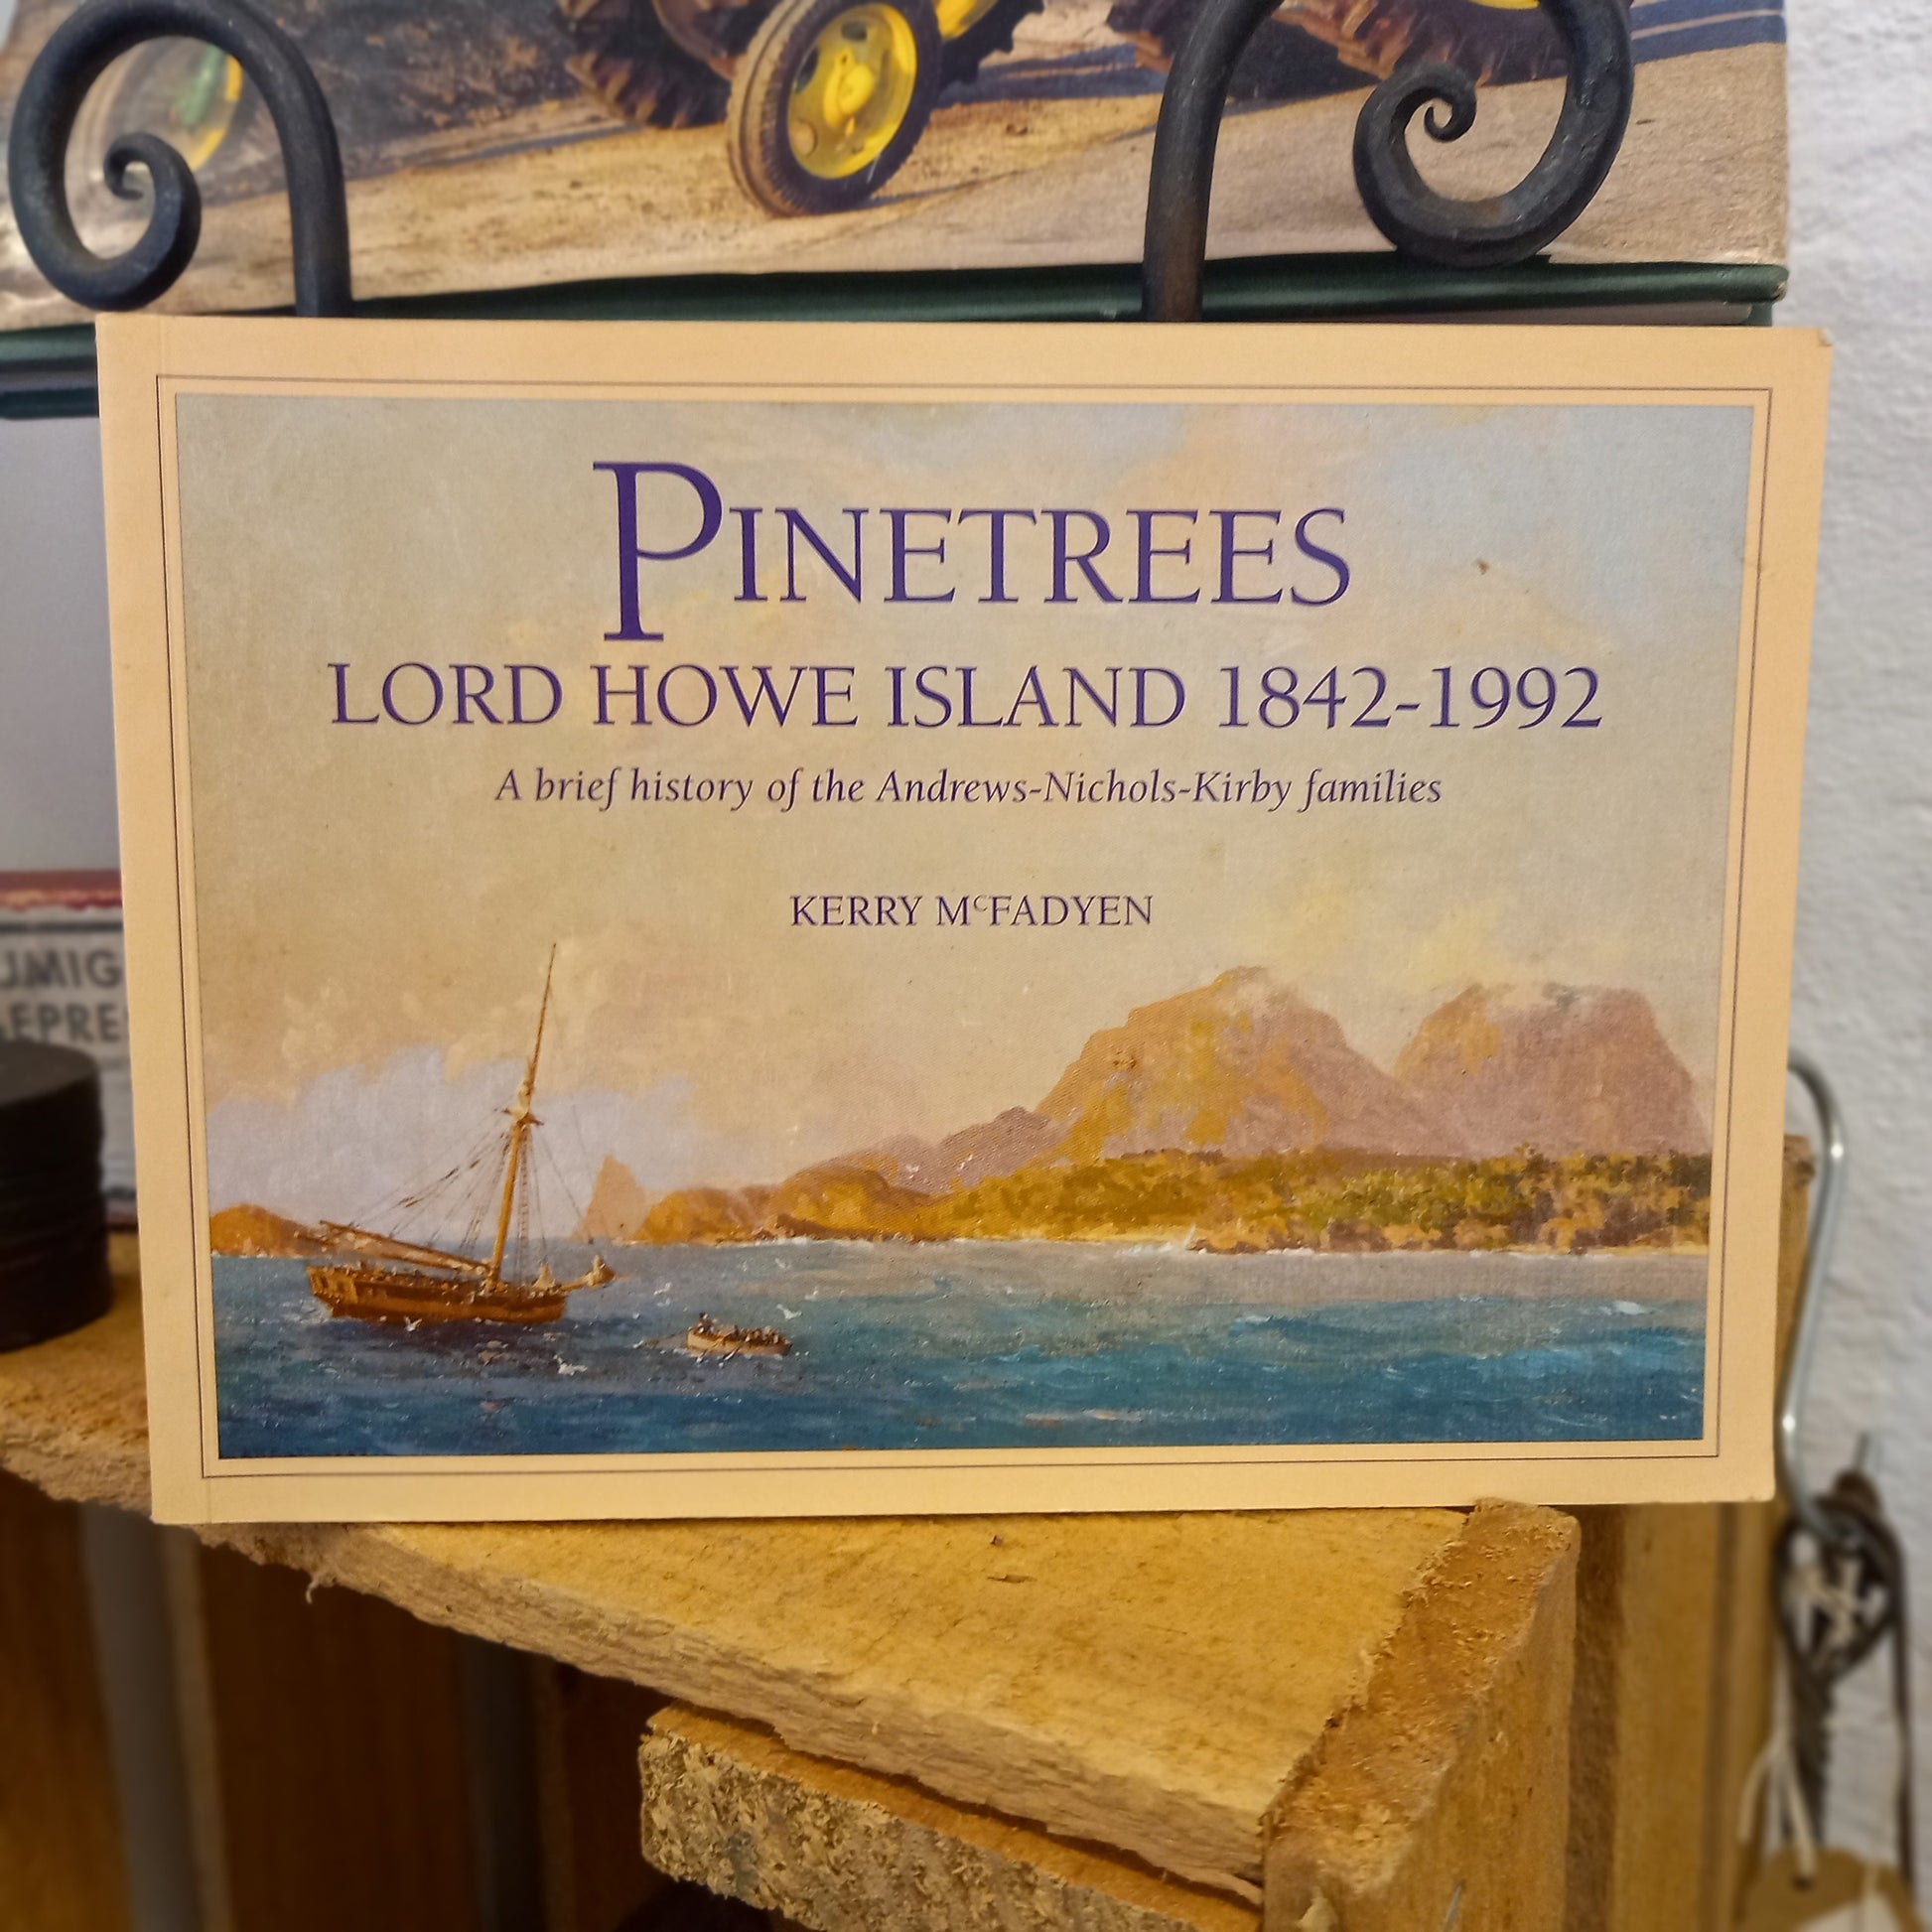 PINETREES
LORD HOWE ISLAND 1842-1992
A brief history of the Andrews-Nichols-Kirby families
KERRY McFADYEN